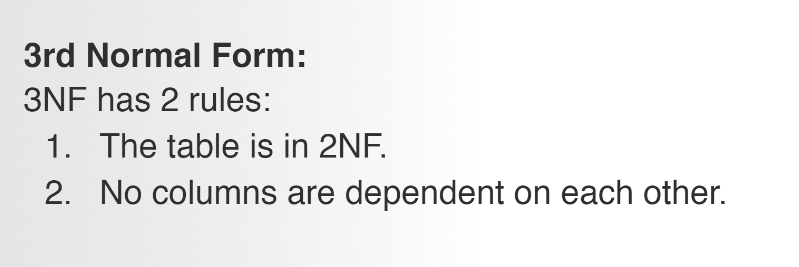 3rd Normal Form:
3NF has 2 rules:
1. The table is in 2NF.
2. No columns are dependent on each other.